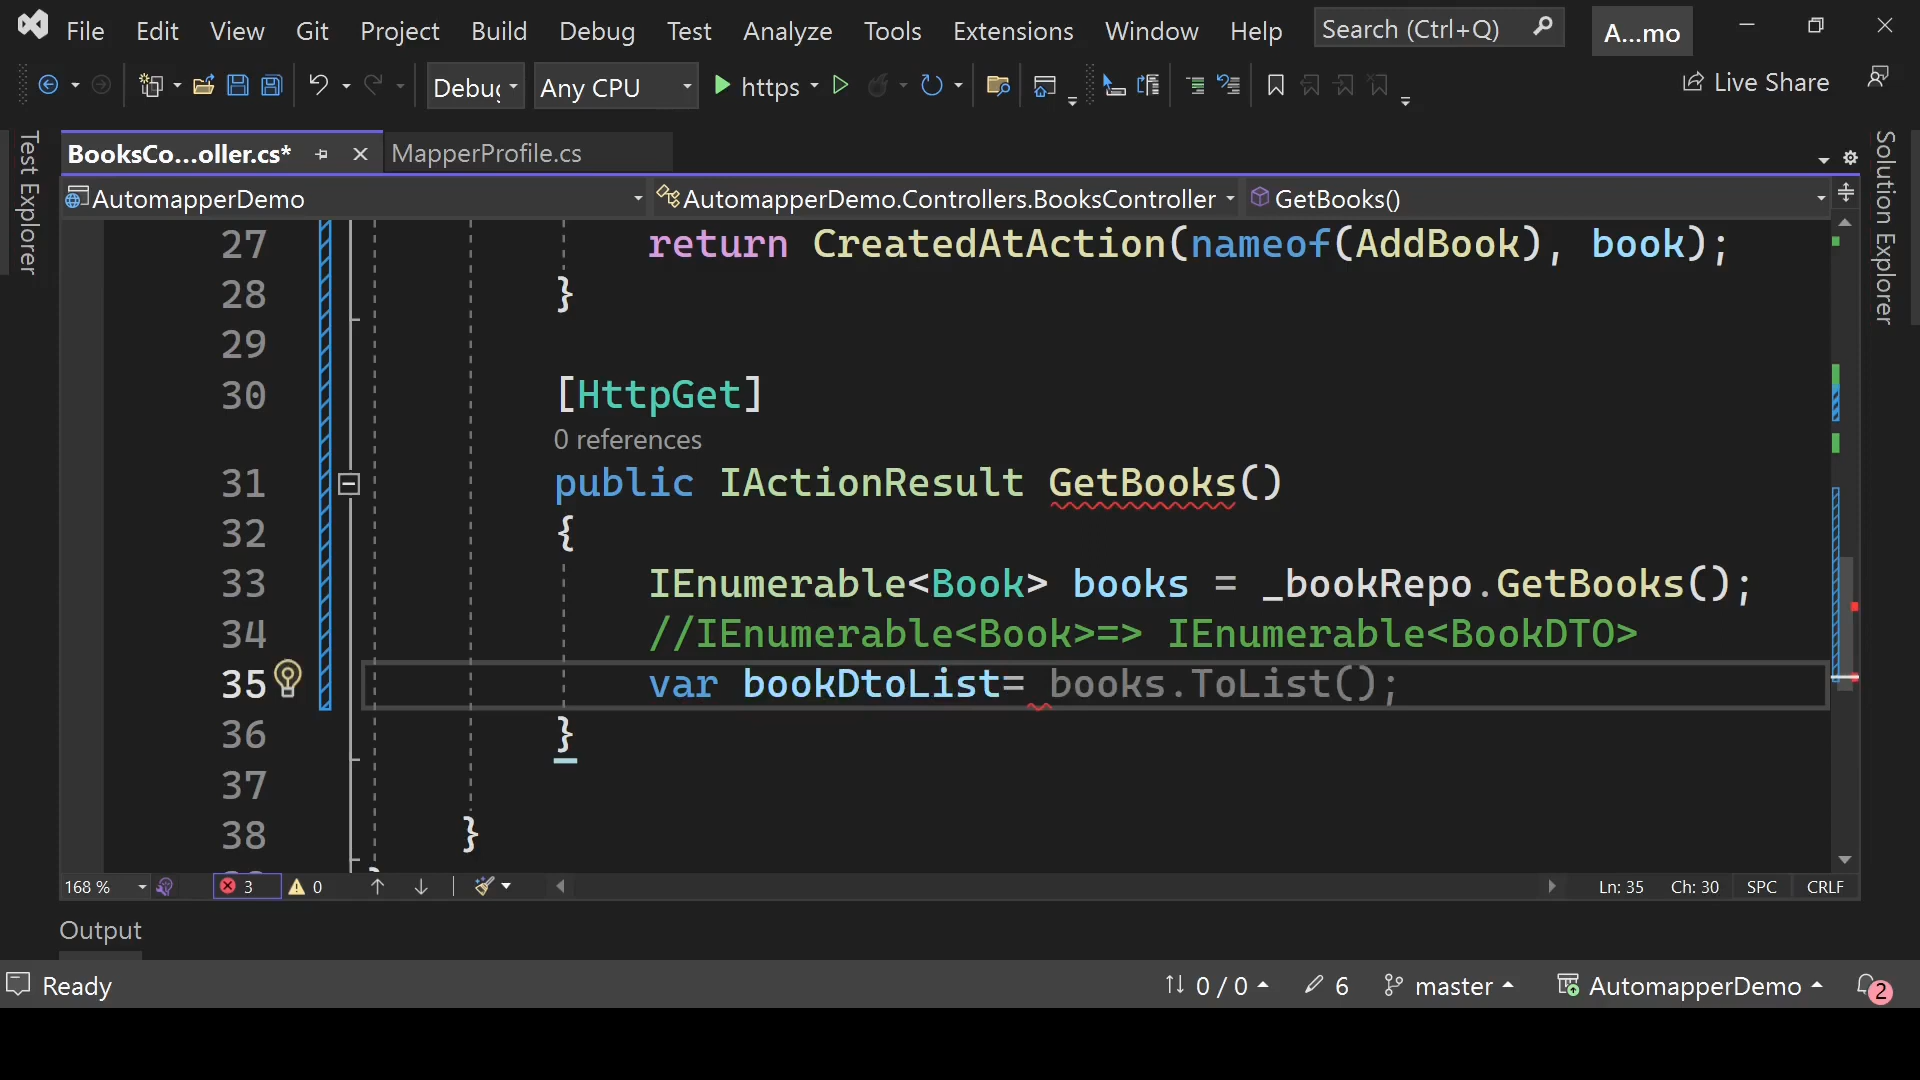 File Edit View Git Project Build Debug Test Analyze Tools Extensions Window Help Search (Ctrl+Q) A...mo
Debug Any CPU https Live Share
Test Explorer
BooksCo...oller.cs* MapperProfile.cs
AutomapperDemo AutomapperDemo.Controllers.BooksController GetBooks()
Solution Explorer
27 return CreatedAtAction(nameof(AddBook), book);
28 }
29
30 [HttpGet]
0 references
31 public IActionResult GetBooks()
32 {
33 IEnumerable<Book> books = _bookRepo.GetBooks();
34 //IEnumerable<Book>=> IEnumerable<BookDTO>
35 var bookDtoList= books.ToList();
36 }
37
38 }
168 % 3 0 Ln: 35 Ch: 30 SPC CRLF
Output
Ready 0 / 0 6 master AutomapperDemo 2